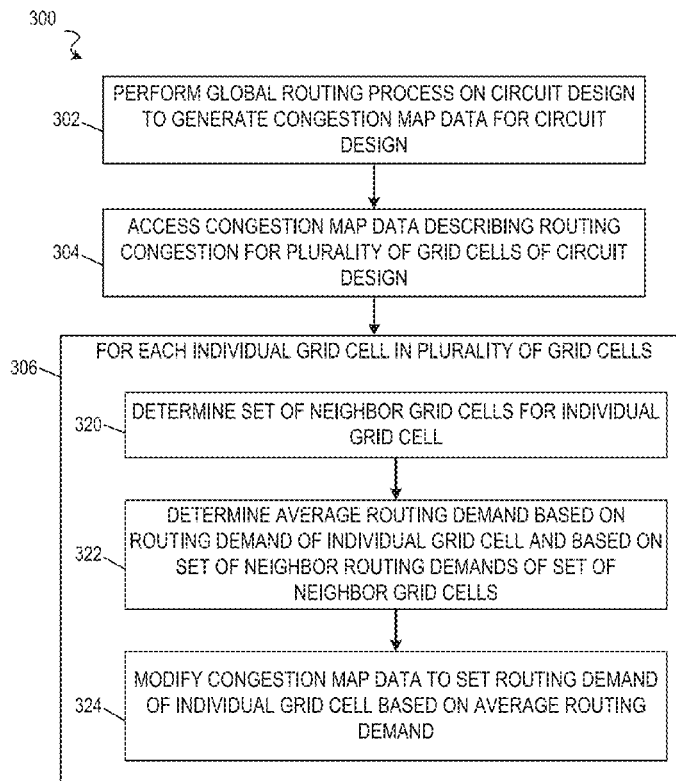 300
PERFORM GLOBAL ROUTING PROCESS ON CIRCUIT DESIGN
TO GENERATE CONGESTION MAP DATA FOR CIRCUIT
DESIGN
302
ACCESS CONGESTION MAP DATA DESCRIBING ROUTING
CONGESTION FOR PLURALITY OF GRID CELLS OF CIRCUIT
DESIGN
304
FOR EACH INDIVIDUAL GRID CELL IN PLURALITY OF GRID CELLS
306
DETERMINE SET OF NEIGHBOR GRID CELLS FOR INDIVIDUAL
GRID CELL
320
DETERMINE AVERAGE ROUTING DEMAND BASED ON
ROUTING DEMAND OF INDIVIDUAL GRID CELL AND BASED ON
SET OF NEIGHBOR ROUTING DEMANDS OF SET OF
NEIGHBOR GRID CELLS
322
MODIFY CONGESTION MAP DATA TO SET ROUTING DEMAND
OF INDIVIDUAL GRID CELL BASED ON AVERAGE ROUTING
DEMAND
324